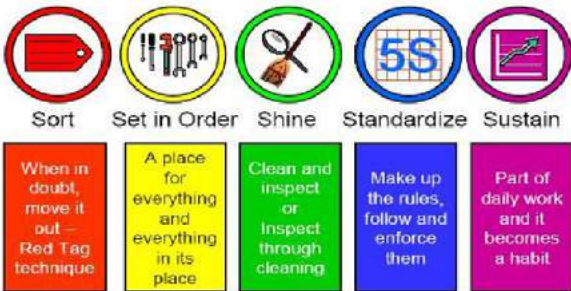 5S
Sort
Set in Order
Shine
Standardize
Sustain
When in
doubt,
move it
out –
Red Tag
technique
A place
for
everything
and
everything
in its
place
Clean and
inspect
or
Inspect
through
cleaning
Make up
the rules,
follow and
enforce
them
Part of
daily work
and it
becomes
a habit